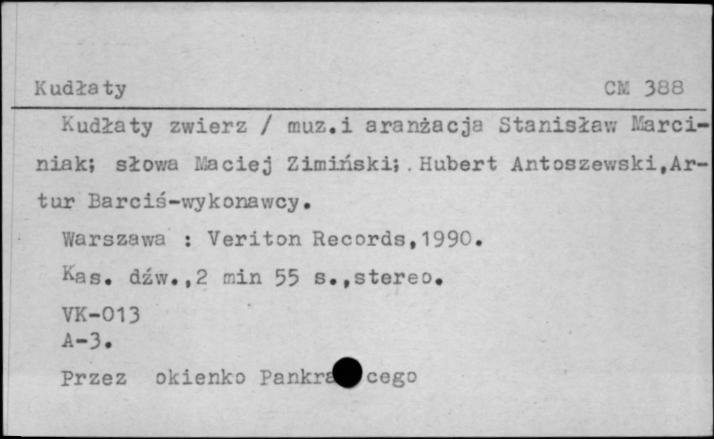 Kudłaty CM 388
Kudłaty zwierz / muz.i aranżacja Stanisław Marci-
niak; słowa Maciej Zimiński;.Hubert Antoszewski,Ar-
tur Barciś-wykonawcy.
Warszawa : Veriton Records,1990.
Kas. dźw.,2 min 55 s.,stereo.
VK-013
A-3.
Przez okienko